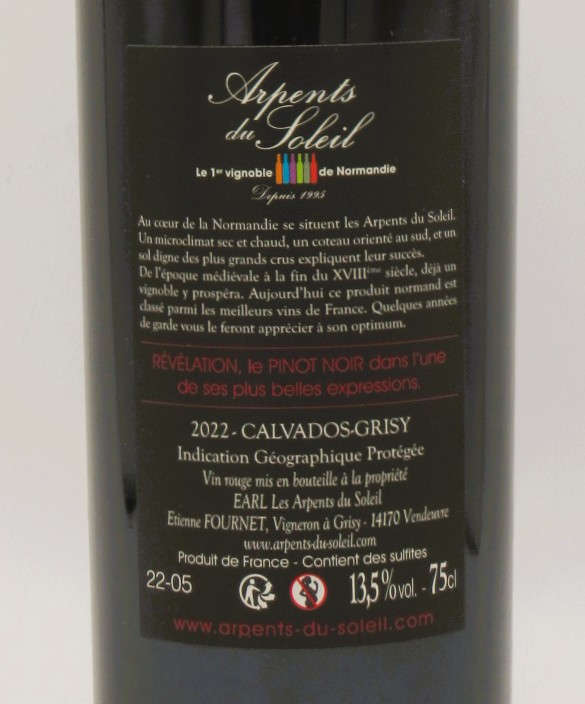 Arpents
du Soleil
Le 1er vignoble de Normandie
Depuis 1995
Au cœur de la Normandie se situent les Arpents du Soleil.
Un microclimat sec et chaud, un coteau orienté au sud, et un
sol digne des plus grands crus expliquent leur succès.
De l'époque médiévale à la fin du XVIIIème siècle, déjà un
vignoble y prospéra. Aujourd'hui ce produit normand est
classé parmi les meilleurs vins de France. Quelques années
de garde vous le feront apprécier à son optimum.
RÉVÉLATION, le PINOT NOIR dans l'une
de ses plus belles expressions.
2022 - CALVADOS-GRISY
Indication Géographique Protégée
Vin rouge mis en bouteille à la propriété
EARL Les Arpents du Soleil
Etienne FOURNET, Vigneron à Grisy - 14170 Vendeuvre
www.arpents-du-soleil.com
Produit de France - Contient des sulfites
22-05 13,5%vol. - 75cl
www.arpents-du-soleil.com